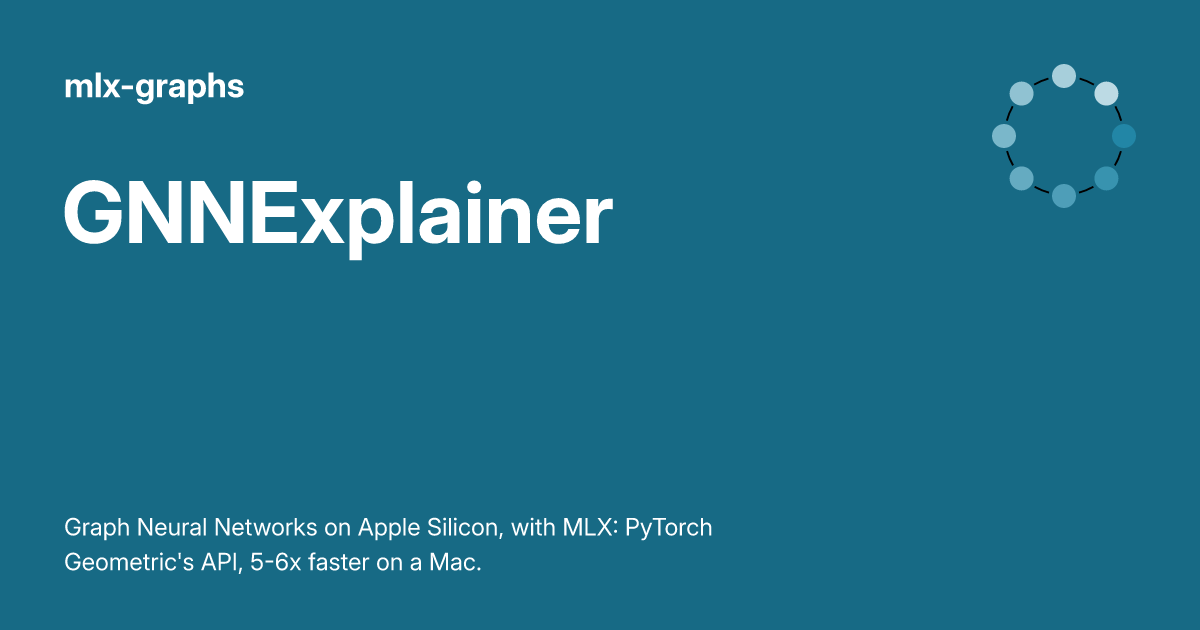 mlx-graphs
GNNExplainer
Graph Neural Networks on Apple Silicon, with MLX: PyTorch
Geometric's API, 5-6x faster on a Mac.